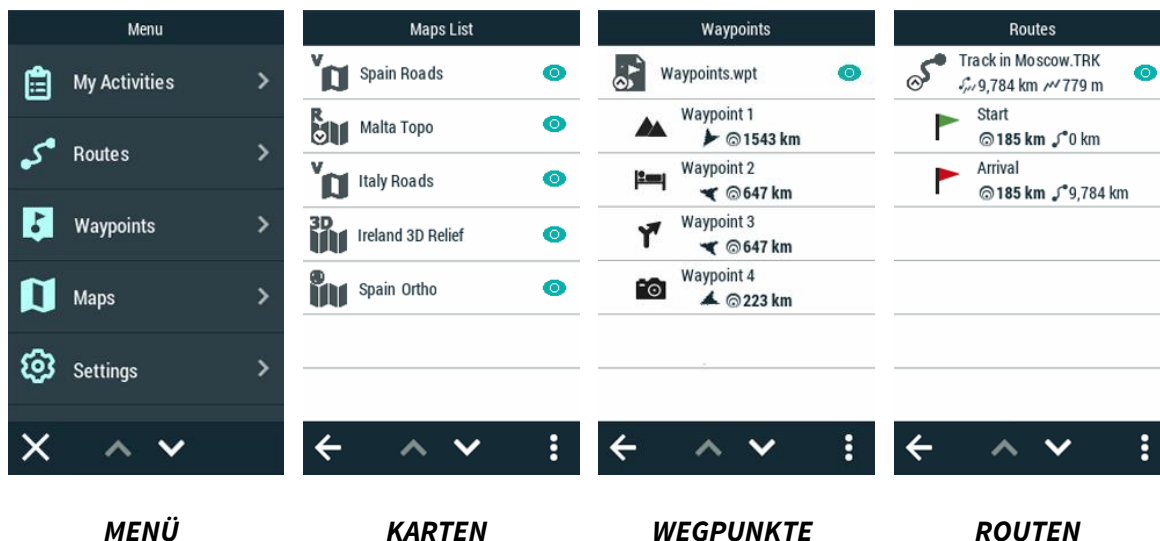 Menu
My Activities
Routes
Waypoints
Maps
Settings
MENÜ
Maps List
V
Spain Roads
R
Malta Topo
V
Italy Roads
3D
Ireland 3D Relief
Spain Ortho
KARTEN
Waypoints
Waypoints.wpt
Waypoint 1
1543 km
Waypoint 2
647 km
Waypoint 3
647 km
Waypoint 4
223 km
WEGPUNKTE
Routes
Track in Moscow.TRK
9,784 km 779 m
Start
185 km 0 km
Arrival
185 km 9,784 km
ROUTEN